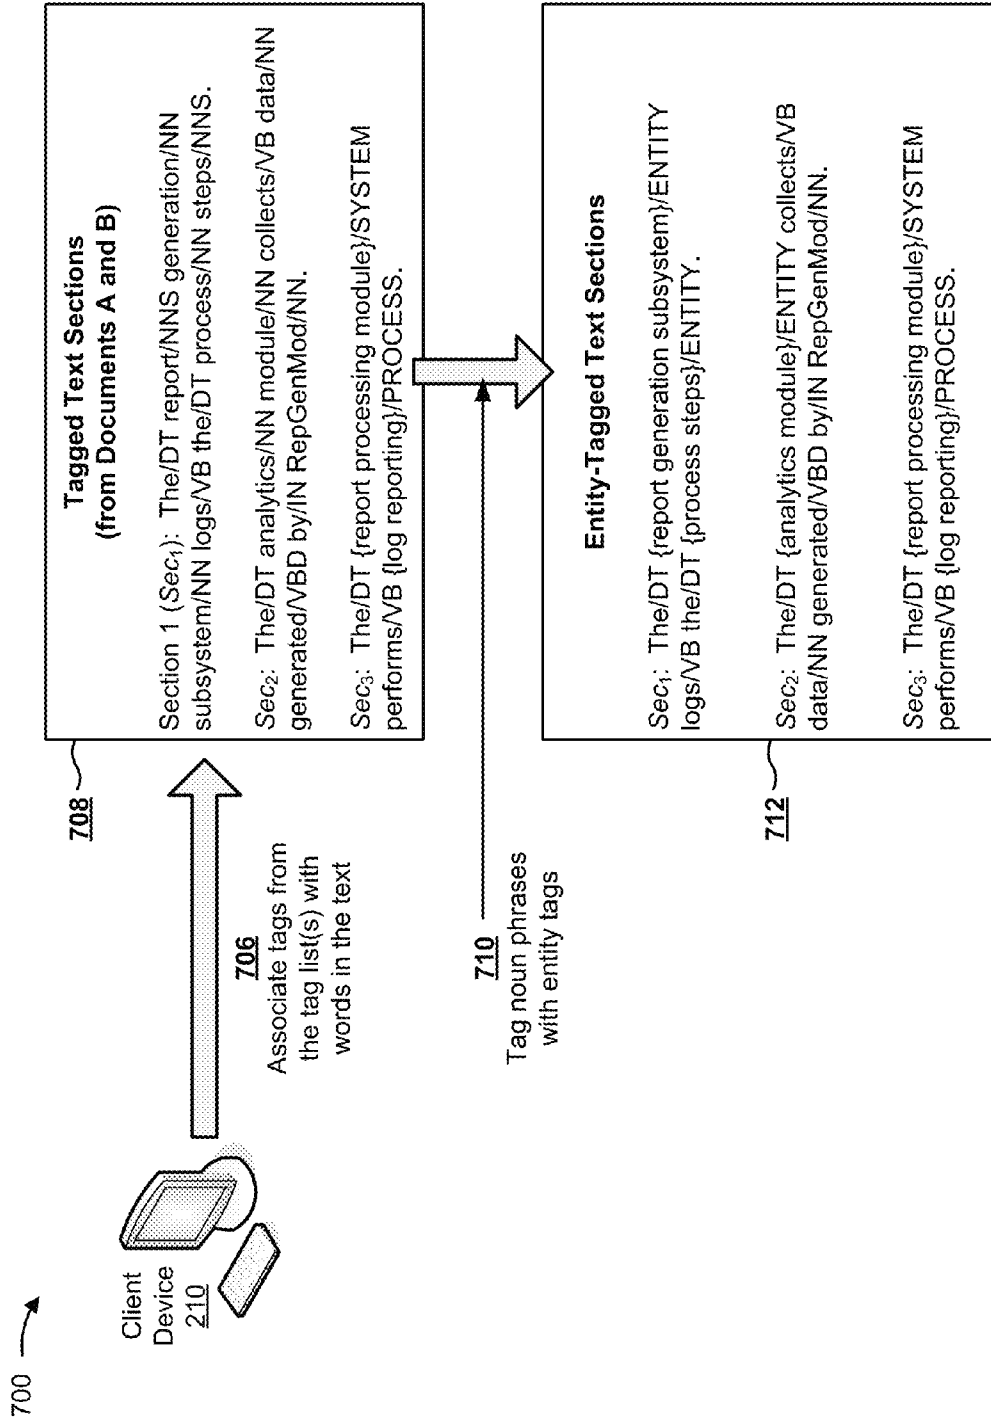 700
Client
Device
210
706
Associate tags from
the tag list(s) with
words in the text
708
Tagged Text Sections
(from Documents A and B)
Section 1 (Sec₁): The/DT report/NNS generation/NN
subsystem/NN logs/VB the/DT process/NN steps/NNS.
Sec₂: The/DT analytics/NN module/NN collects/VB data/NN
generated/VBD by/IN RepGenMod/NN.
Sec₃: The/DT {report processing module}/SYSTEM
performs/VB {log reporting}/PROCESS.
710
Tag noun phrases
with entity tags
712
Entity-Tagged Text Sections
Sec₁: The/DT {report generation subsystem}/ENTITY
logs/VB the/DT {process steps}/ENTITY.
Sec₂: The/DT {analytics module}/ENTITY collects/VB
data/NN generated/VBD by/IN RepGenMod/NN.
Sec₃: The/DT {report processing module}/SYSTEM
performs/VB {log reporting}/PROCESS.